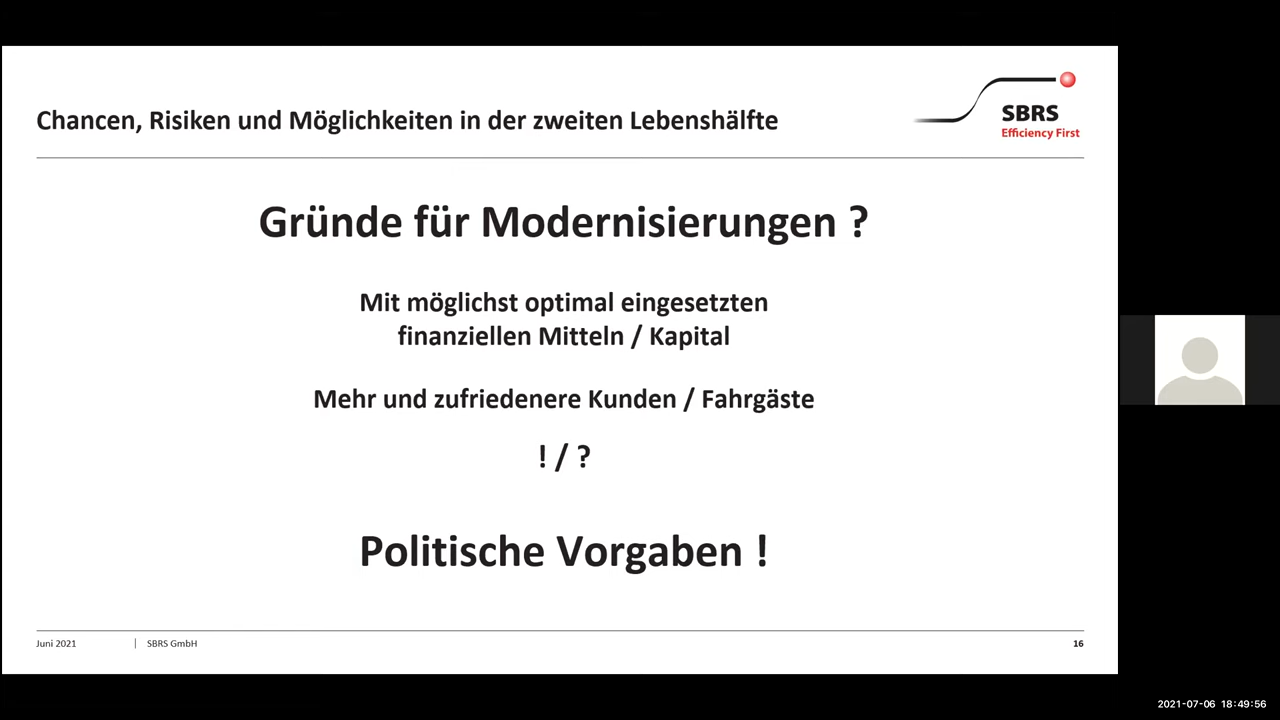 Chancen, Risiken und Möglichkeiten in der zweiten Lebenshälfte
SBRS
Efficiency First
Gründe für Modernisierungen ?
Mit möglichst optimal eingesetzten
finanziellen Mitteln / Kapital
Mehr und zufriedenere Kunden / Fahrgäste
! / ?
Politische Vorgaben !
Juni 2021 | SBRS GmbH 16
2021-07-06 18:49:56